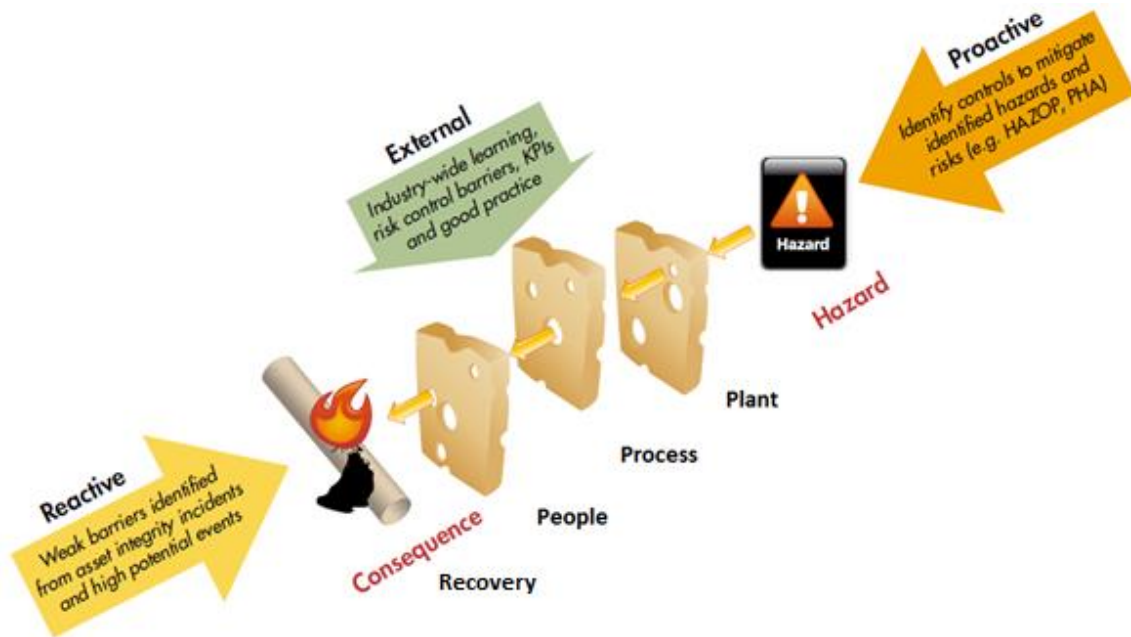 Proactive
Identify controls to mitigate
identified hazards and
risks (e.g. HAZOP, PHA)
External
Industry-wide learning,
risk control barriers, KPIs
and good practice
Hazard
Hazard
Plant
Process
People
Recovery
Consequence
Reactive
Weak barriers identified
from asset integrity incidents
and high potential events